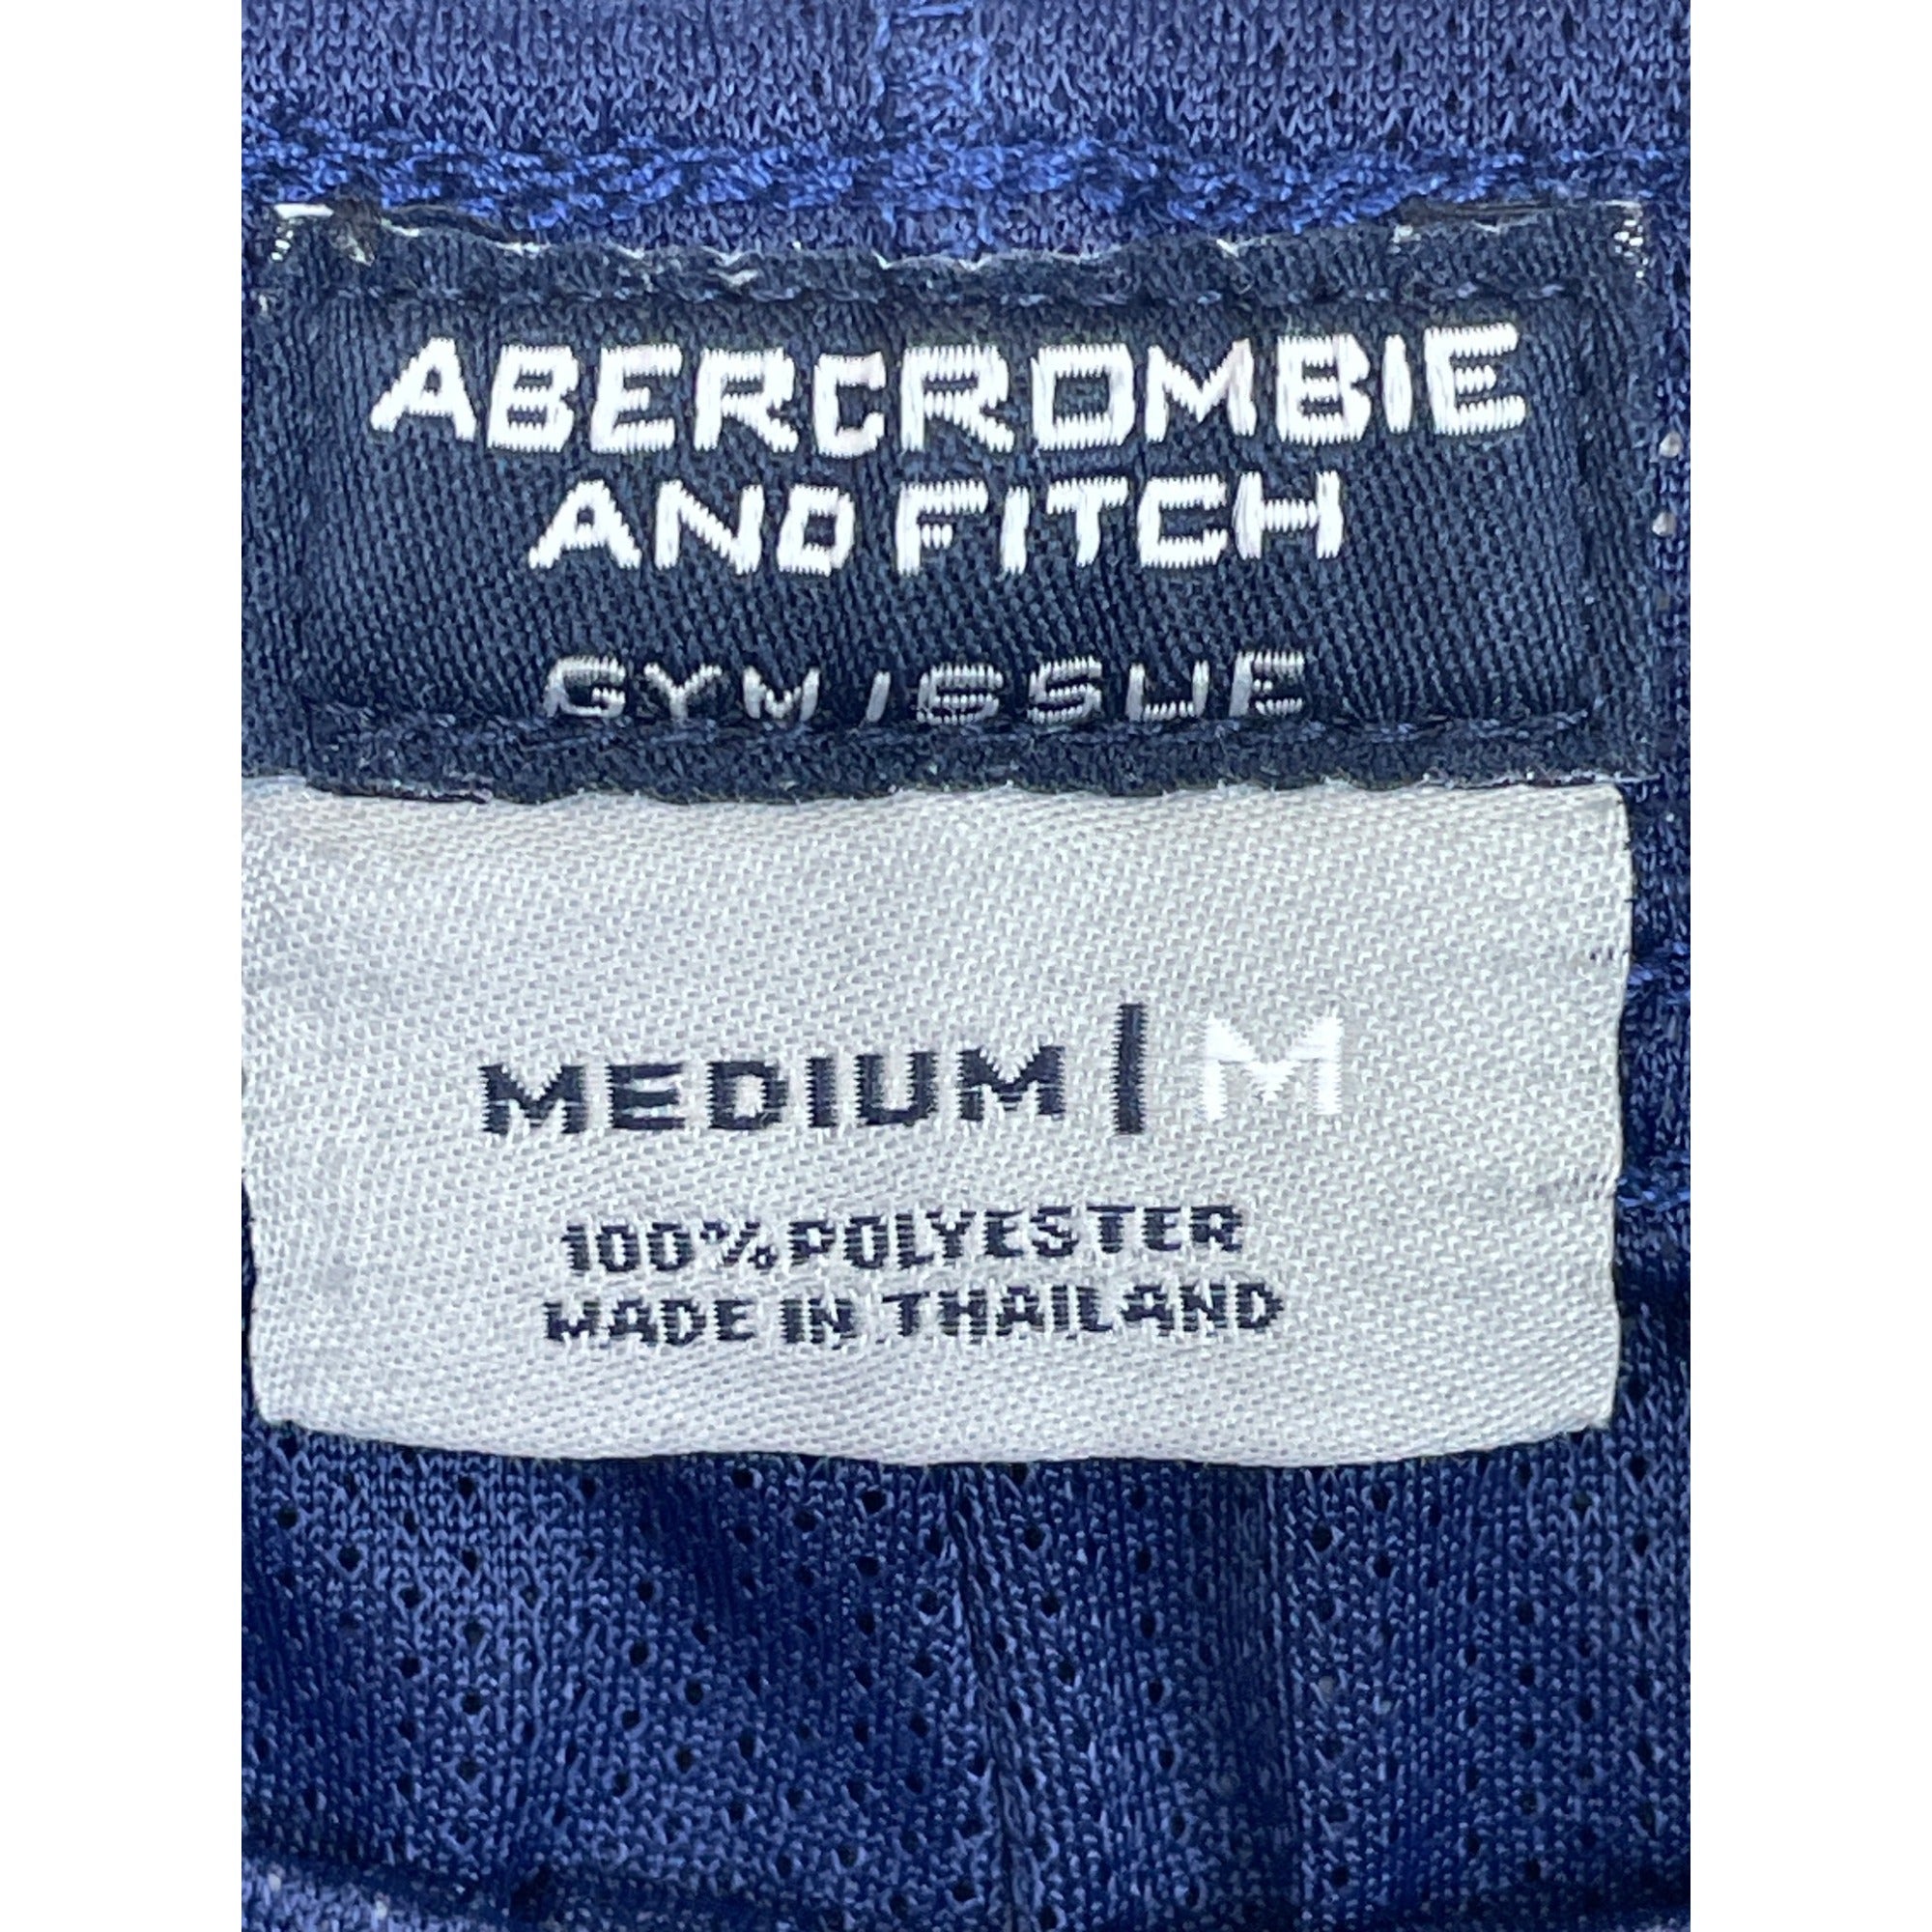 ABERCROMBIE
AND FITCH
GYM ISSUE
MEDIUM | M
100% POLYESTER
MADE IN THAILAND